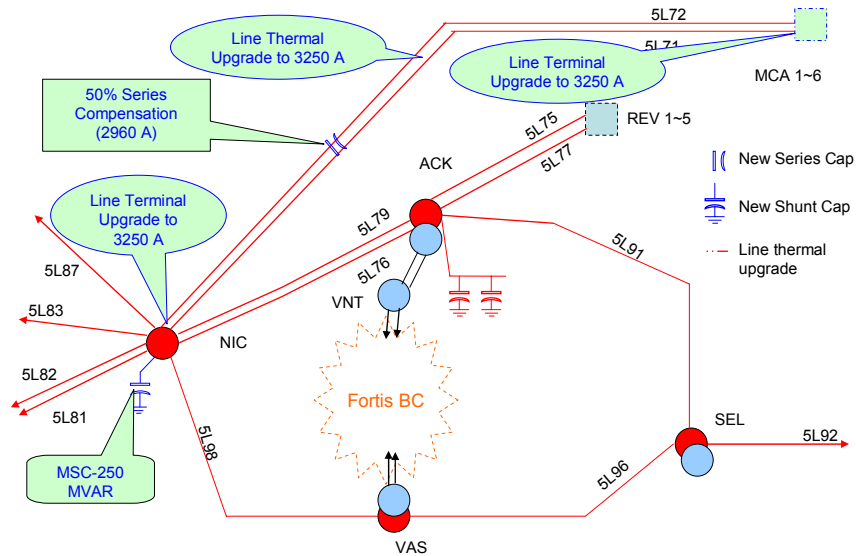 5L72
Line Thermal
Upgrade to 3250 A
5L71
Line Terminal
Upgrade to 3250 A
MCA 1~6
50% Series
Compensation
(2960 A)
5L75
REV 1~5
5L77
ACK
New Series Cap
Line Terminal
Upgrade to
3250 A
5L79
New Shunt Cap
5L91
5L87
5L76
Line thermal
upgrade
VNT
5L83
NIC
5L82
Fortis BC
5L81
SEL
5L92
5L98
MSC-250
MVAR
5L96
VAS